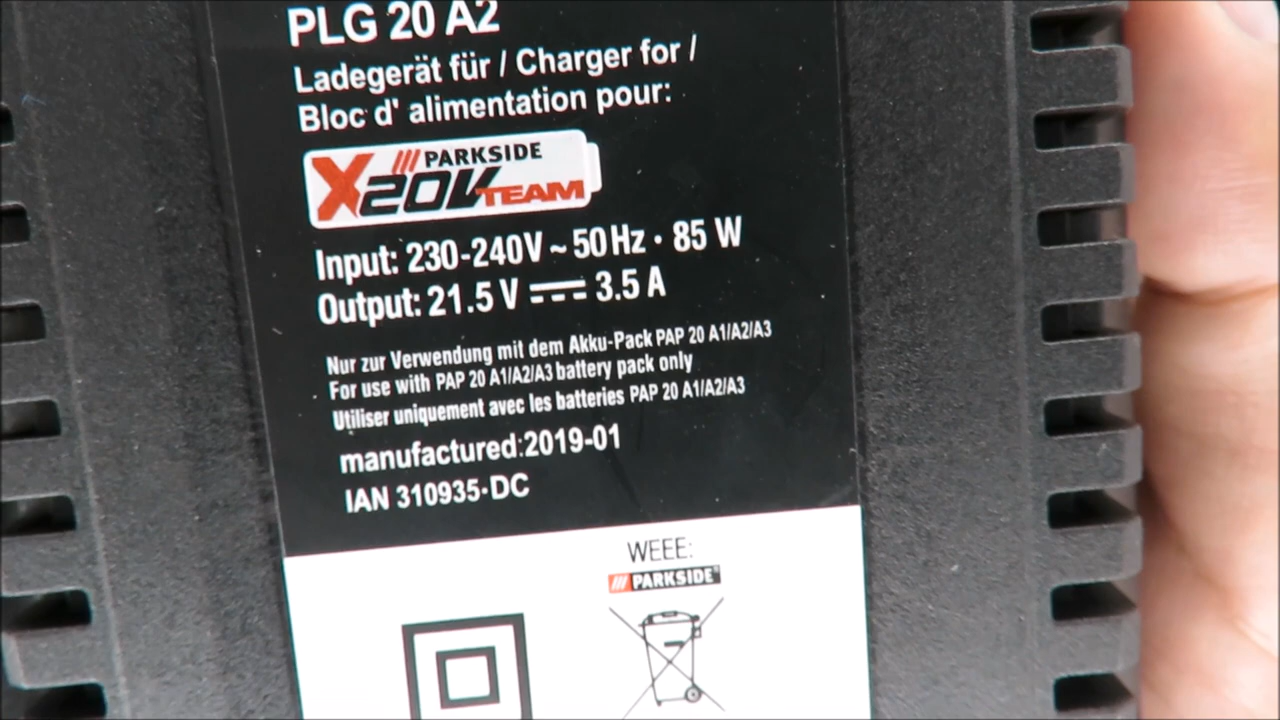 PLG 20 A2
Ladegerät für / Charger for /
Bloc d' alimentation pour:
PARKSIDE
X20V TEAM
Input: 230-240V ~ 50 Hz · 85 W
Output: 21.5 V ⎓ 3.5 A
Nur zur Verwendung mit dem Akku-Pack PAP 20 A1/A2/A3
For use with PAP 20 A1/A2/A3 battery pack only
Utiliser uniquement avec les batteries PAP 20 A1/A2/A3
manufactured:2019-01
IAN 310935·DC
WEEE:
/// PARKSIDE®